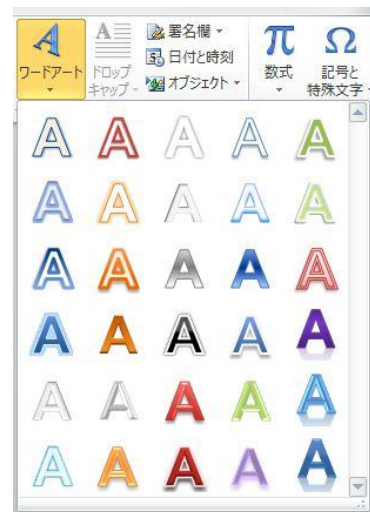 ワードアート
ドロップ
キャップ
署名欄
日付と時刻
オブジェクト
π
数式
Ω
記号と
特殊文字
A A A A A
A A A A A
A A A A A
A A A A A
A A A A A
A A A A A